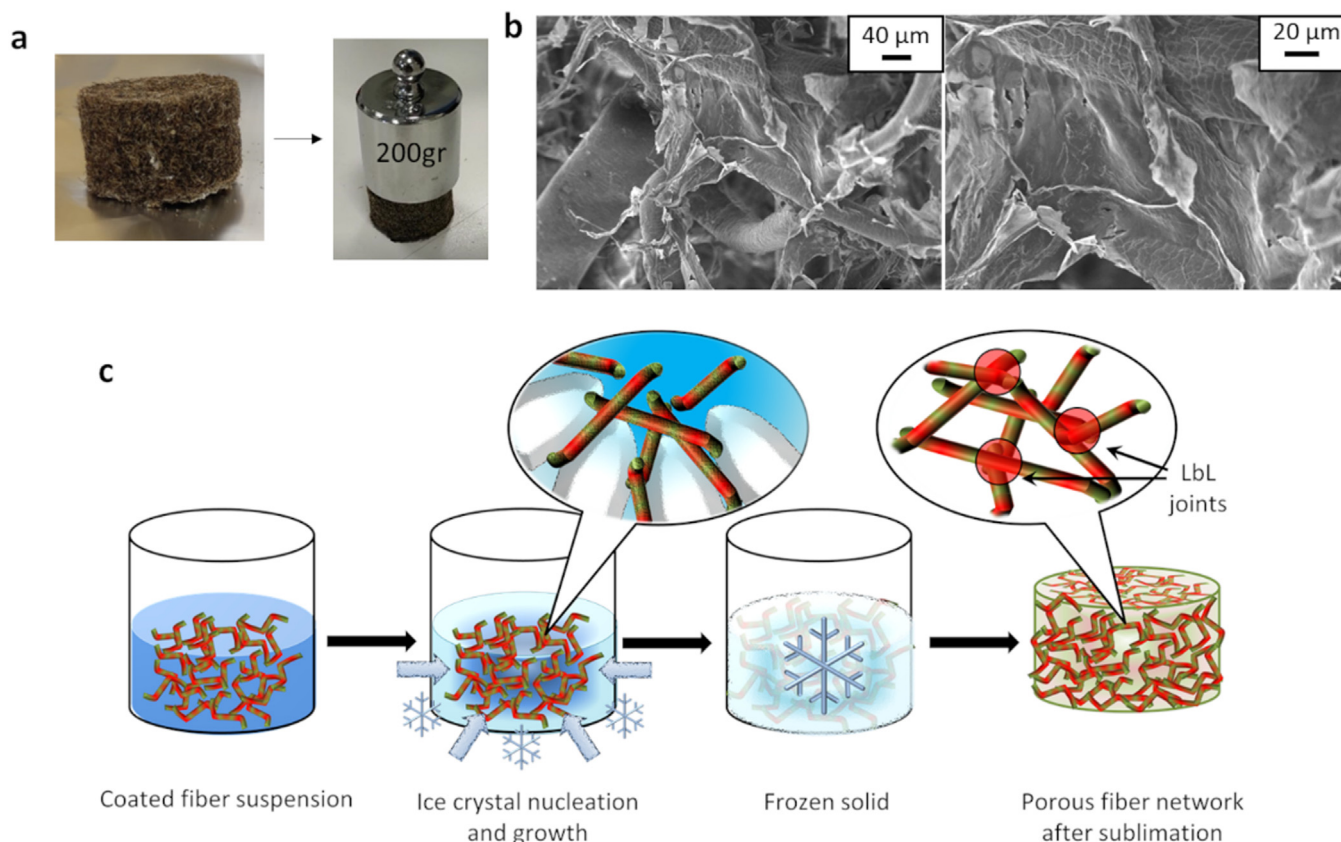 a
200gr
b
40 µm
20 µm
c
LbL
joints
Coated fiber suspension
Ice crystal nucleation
and growth
Frozen solid
Porous fiber network
after sublimation